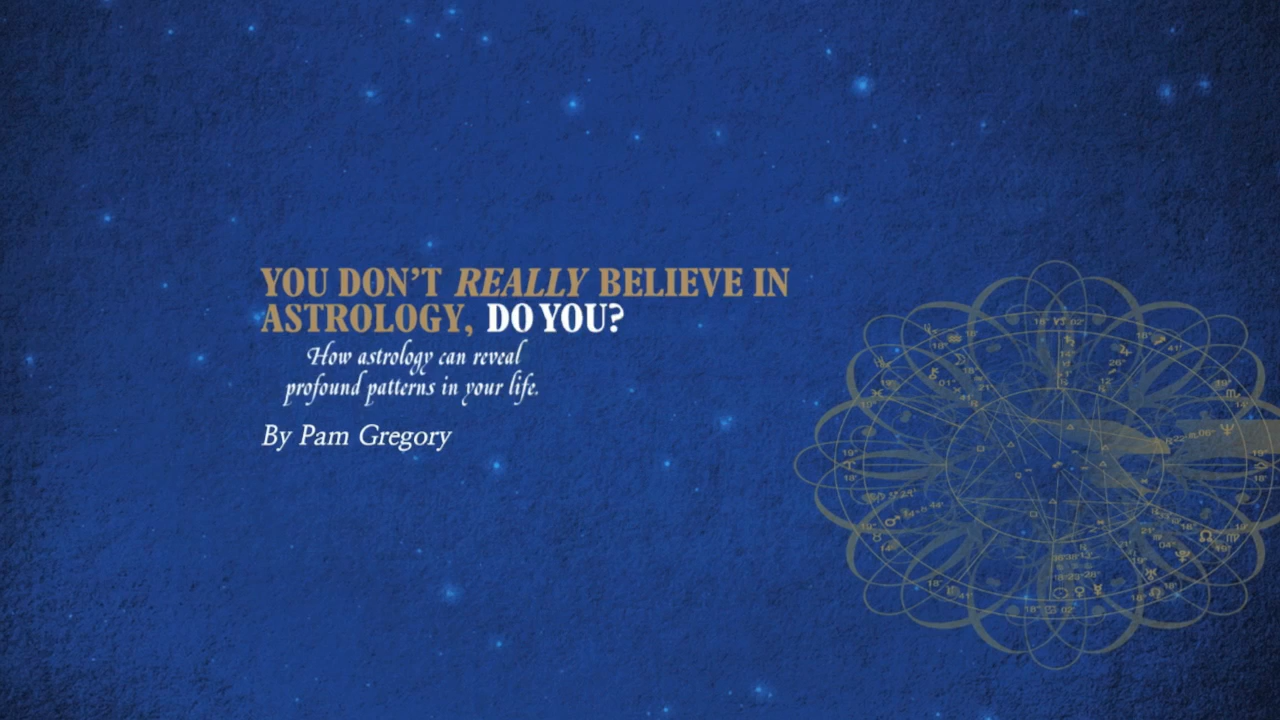 YOU DON'T REALLY BELIEVE IN
ASTROLOGY, DO YOU?
How astrology can reveal
profound patterns in your life.
By Pam Gregory